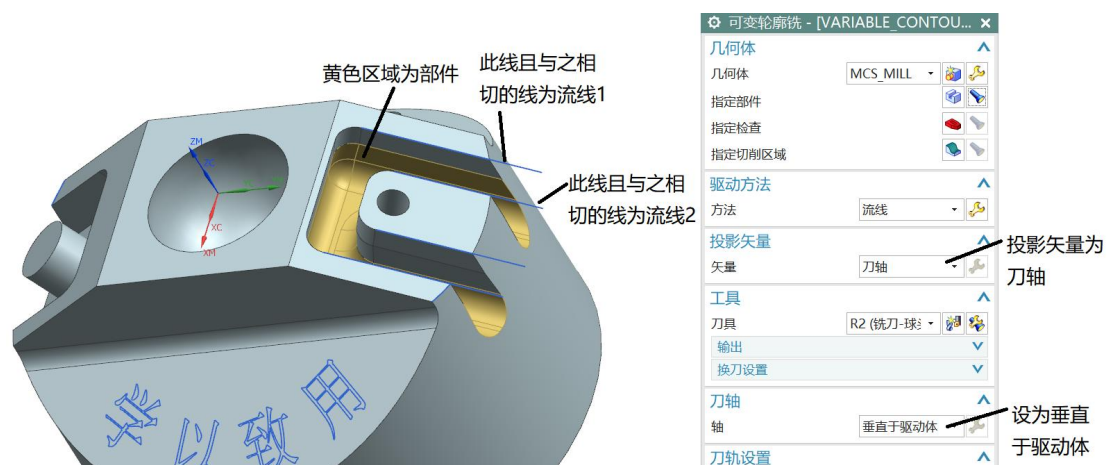 黄色区域为部件
此线且与之相
切的线为流线1
此线且与之相
切的线为流线2
ZM
XC
XM
学以致用
可变轮廓铣 - [VARIABLE_CONTOU...
几何体
几何体
MCS_MILL
指定部件
指定检查
指定切削区域
驱动方法
方法
流线
投影矢量
矢量
刀轴
投影矢量为
刀轴
工具
刀具
R2 (铣刀-球头
输出
换刀设置
刀轴
轴
垂直于驱动体
设为垂直
于驱动体
刀轨设置